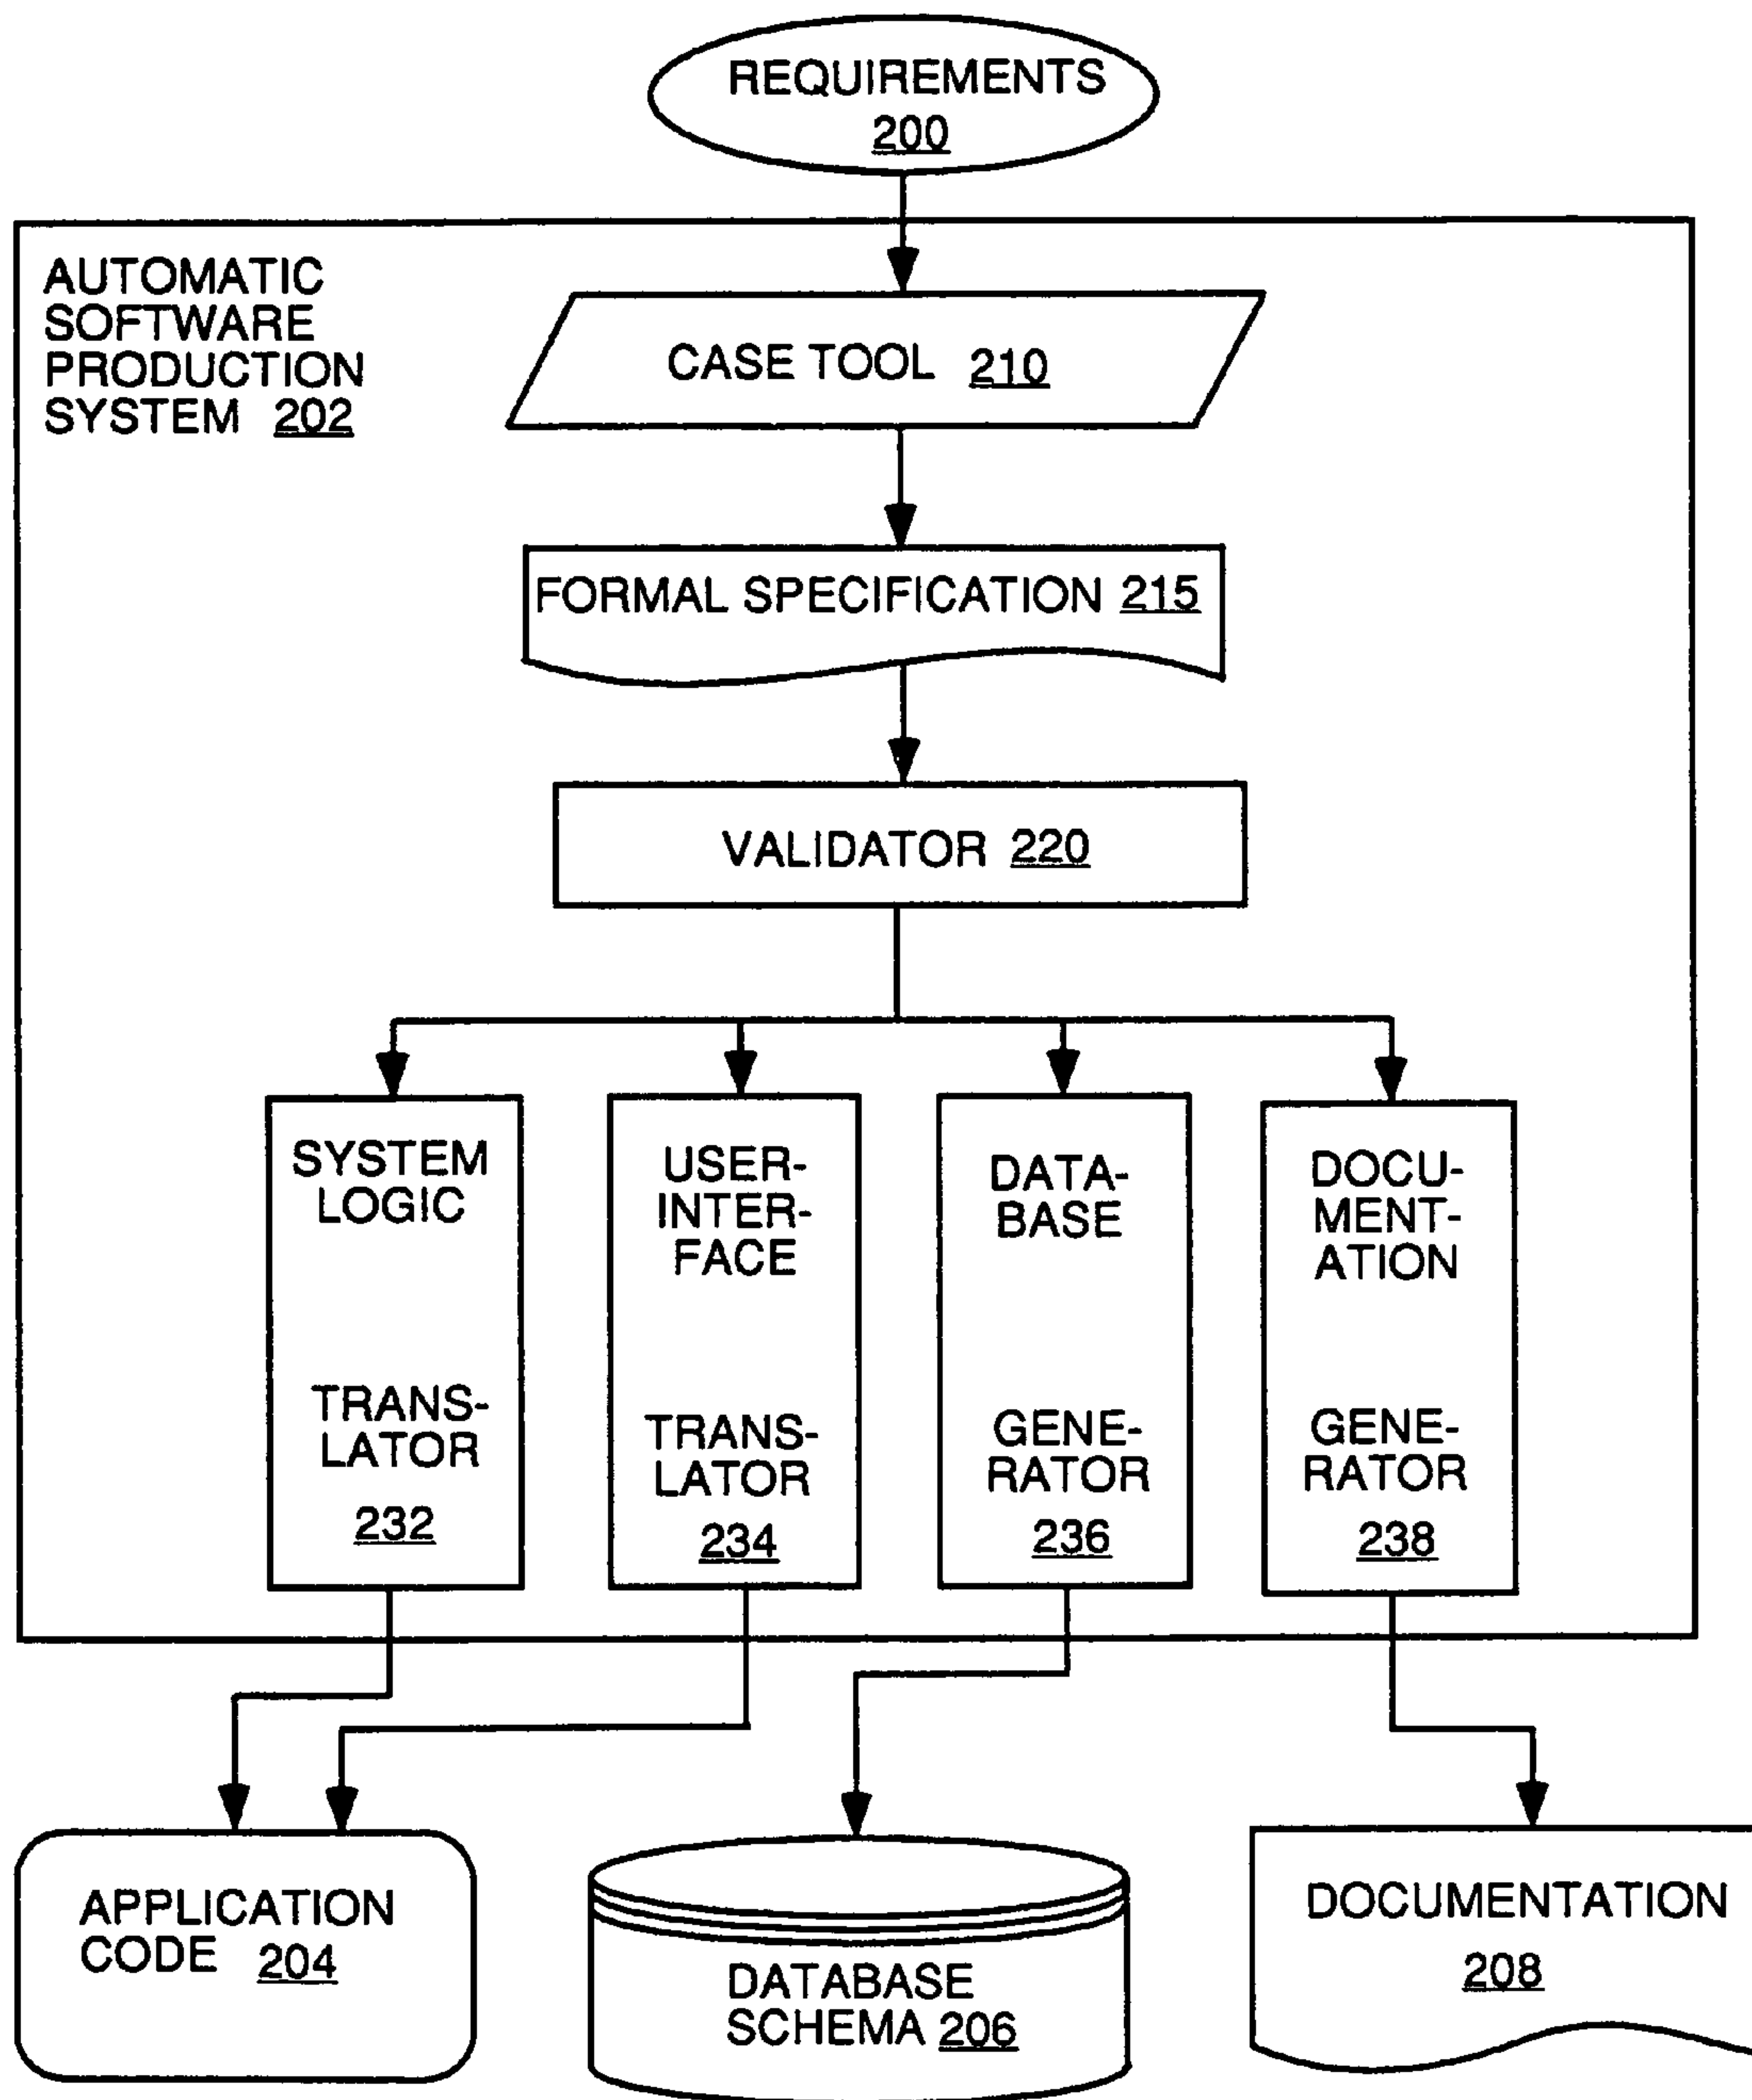 REQUIREMENTS
200
AUTOMATIC
SOFTWARE
PRODUCTION
SYSTEM 202
CASE TOOL 210
FORMAL SPECIFICATION 215
VALIDATOR 220
SYSTEM
LOGIC
TRANS-
LATOR
232
USER-
INTER-
FACE
TRANS-
LATOR
234
DATA-
BASE
GENE-
RATOR
236
DOCU-
MENT-
ATION
GENE-
RATOR
238
APPLICATION
CODE 204
DATABASE
SCHEMA 206
DOCUMENTATION
208